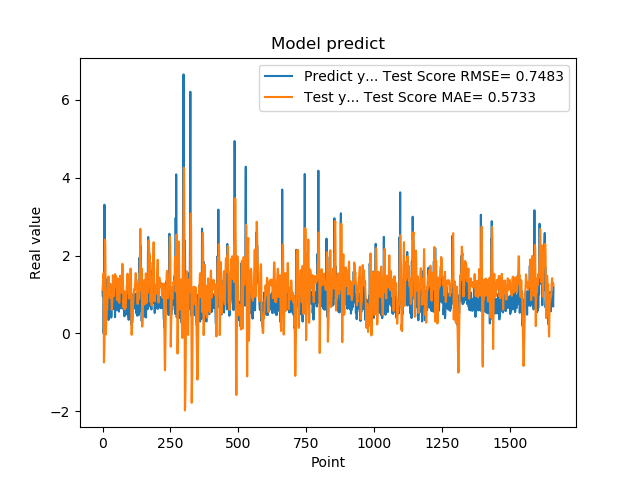 Model predict
Predict y... Test Score RMSE= 0.7483
Test y... Test Score MAE= 0.5733
Real value
6
4
2
0
−2
0 250 500 750 1000 1250 1500
Point